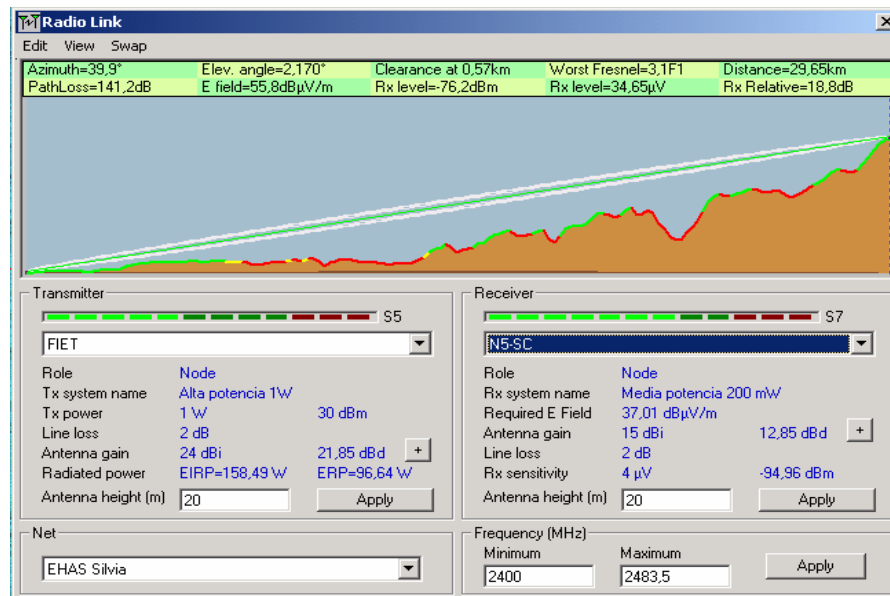 Radio Link
Edit View Swap
Azimuth=39,9° Elev. angle=2,170° Clearance at 0,57km Worst Fresnel=3,1F1 Distance=29,65km
PathLoss=141,2dB E field=55,8dBµV/m Rx level=-76,2dBm Rx level=34,65µV Rx Relative=18,8dB
Transmitter
S5
FIET
Role Node
Tx system name Alta potencia 1W
Tx power 1 W 30 dBm
Line loss 2 dB
Antenna gain 24 dBi 21,85 dBd +
Radiated power EIRP=158,49 W ERP=96,64 W
Antenna height (m) 20 Apply
Receiver
S7
N5-SC
Role Node
Rx system name Media potencia 200 mW
Required E Field 37,01 dBµV/m
Antenna gain 15 dBi 12,85 dBd +
Line loss 2 dB
Rx sensitivity 4 µV -94,96 dBm
Antenna height (m) 20 Apply
Net
EHAS Silvia
Frequency (MHz)
Minimum Maximum
2400 2483,5 Apply